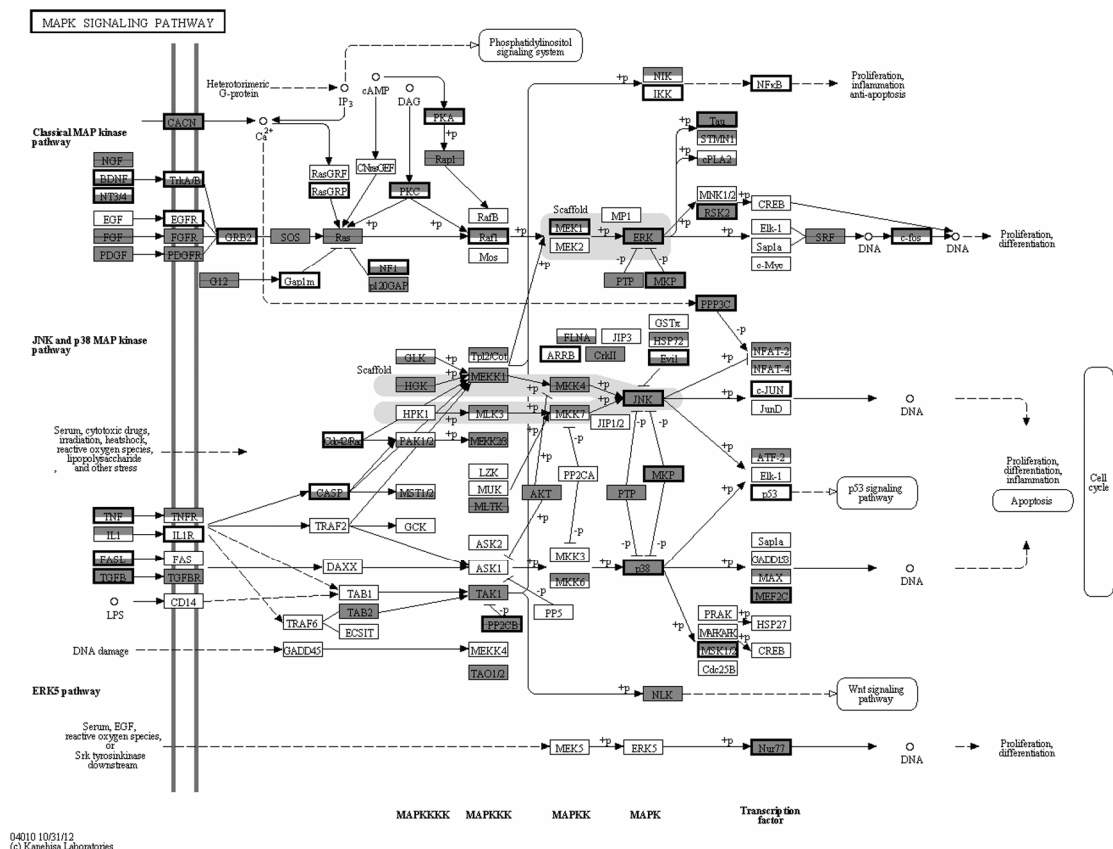 MAPK SIGNALING PATHWAY
Phosphatidylinositol
signaling system
Heterotorimeric
G-protein
IP3
cAMP
DAG
Ca2+
NIK
IKK
NFκB
Proliferation,
inflammation
anti-apoptosis
+p
Classical MAP kinase
pathway
CACN
PKA
+p
Rap1
Tau
STMN1
cPLA2
+p
+p
NGF
BDNF
NT3/4
TrkA/B
RasGRF
RasGRP
CNrasGEF
PKC
RafB
Scaffold
MP1
MNK1/2
RSK2
+p
CREB
EGF
EGFR
FGF
FGFR
PDGF
PDGFR
GRB2
SOS
Ras
+p
+p
Raf1
Mos
+p
MEK1
MEK2
+p
ERK
+p
+p
Elk-1
Sap1a
c-Myc
SRF
DNA
c-fos
DNA
Proliferation,
differentiation
G12
Gap1m
NF1
p120GAP
+p
-p
-p
PTP
MKP
PPP3C
JNK and p38 MAP kinase
pathway
GLK
+p
Tpl2/Cot
FLNA
JIP3
GSTπ
HSP72
-p
NFAT-2
NFAT-4
Scaffold
HGK
+p
MEKK1
ARRB
CrkII
Evi1
+p
MKK4
+p
JNK
+p
c-JUN
JunD
DNA
HPK1
+p
MLK3
+p
MKK7
+p
JIP1/2
Serum, cytotoxic drugs,
irradiation, heatshock,
reactive oxygen species,
lipopolysaccharide
, and other stress
Cdc42/Rac
PAK1/2
+p
MEKK2/3
+p
ATF-2
Elk-1
p53
p53 signaling
pathway
Proliferation,
differentiation,
inflammation
Apoptosis
Cell
cycle
LZK
MUK
MLTK
PP2CA
MKP
CASP
+p
MST1/2
AKT
PTP
+p
TNF
TNFR
IL1
IL1R
TRAF2
GCK
+p
-p
-p
-p
FASL
FAS
TGFB
TGFBR
DAXX
ASK2
ASK1
MKK3
MKK6
+p
p38
+p
Sap1a
GADD153
MAX
MEF2C
DNA
LPS
CD14
TAB1
TAB2
TAK1
+p
-p
PP5
PP2CB
TRAF6
ECSIT
+p
PRAK
MAPKAPK
MSK1/2
Cdc25B
+p
+p
HSP27
CREB
DNA damage
GADD45
MEKK4
TAO1/2
ERK5 pathway
+p
NLK
Wnt signaling
pathway
Serum, EGF,
reactive oxygen species,
or
Srk tyrosinkinase
downstream
MEK5
+p
ERK5
+p
Nur77
DNA
Proliferation,
differentiation
MAPKKKK
MAPKKK
MAPKK
MAPK
Transcription
factor
04010 10/31/12
(c) Kanehisa Laboratories